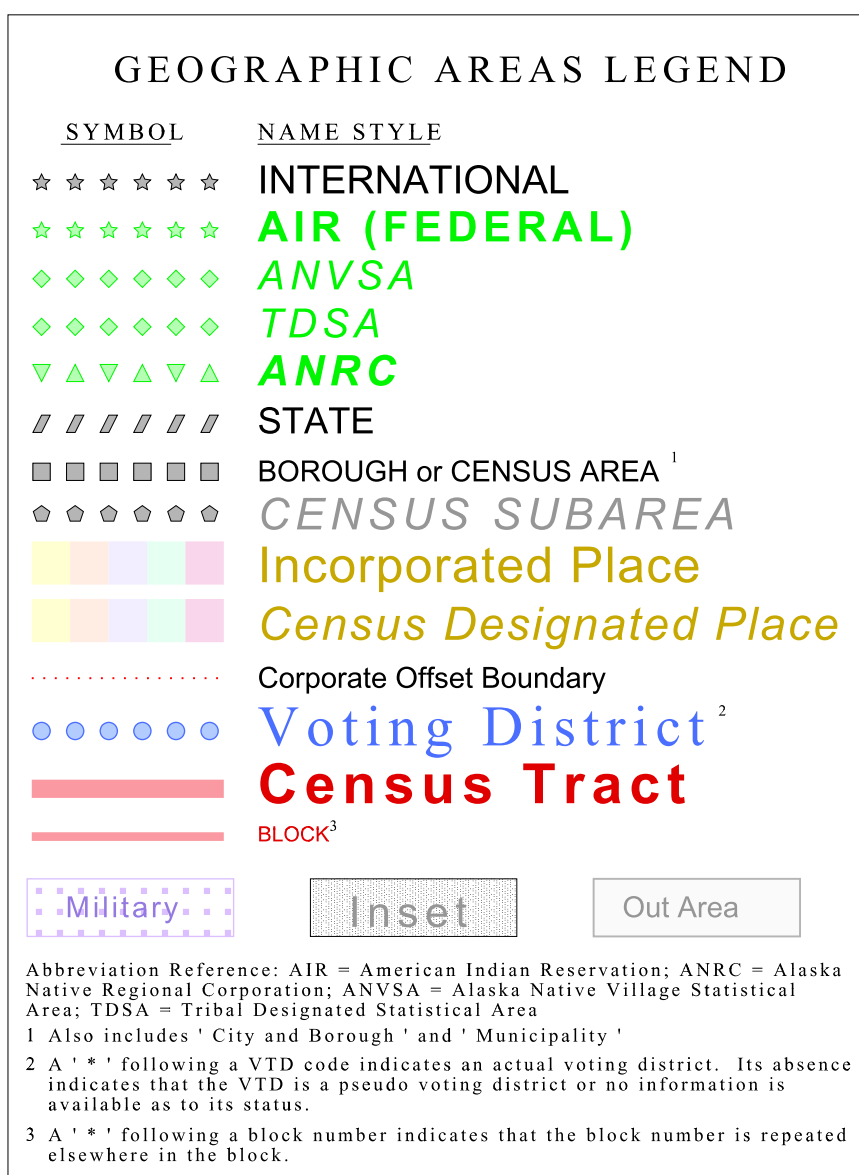 GEOGRAPHIC AREAS LEGEND
SYMBOL NAME STYLE
INTERNATIONAL
AIR (FEDERAL)
ANVSA
TDSA
ANRC
STATE
BOROUGH or CENSUS AREA 1
CENSUS SUBAREA
Incorporated Place
Census Designated Place
Corporate Offset Boundary
Voting District 2
Census Tract
BLOCK3
Military Inset Out Area
Abbreviation Reference: AIR = American Indian Reservation; ANRC = Alaska
Native Regional Corporation; ANVSA = Alaska Native Village Statistical
Area; TDSA = Tribal Designated Statistical Area
1 Also includes ' City and Borough ' and ' Municipality '
2 A ' * ' following a VTD code indicates an actual voting district. Its absence
indicates that the VTD is a pseudo voting district or no information is
available as to its status.
3 A ' * ' following a block number indicates that the block number is repeated
elsewhere in the block.